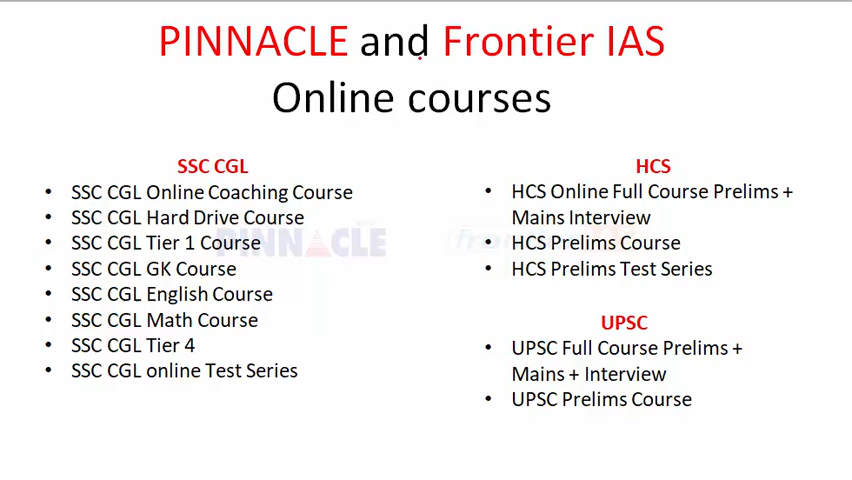 PINNACLE and Frontier IAS
Online courses
SSC CGL
• SSC CGL Online Coaching Course
• SSC CGL Hard Drive Course
• SSC CGL Tier 1 Course
• SSC CGL GK Course
• SSC CGL English Course
• SSC CGL Math Course
• SSC CGL Tier 4
• SSC CGL online Test Series
HCS
• HCS Online Full Course Prelims +
Mains Interview
• HCS Prelims Course
• HCS Prelims Test Series
UPSC
• UPSC Full Course Prelims +
Mains + Interview
• UPSC Prelims Course
PINNACLE